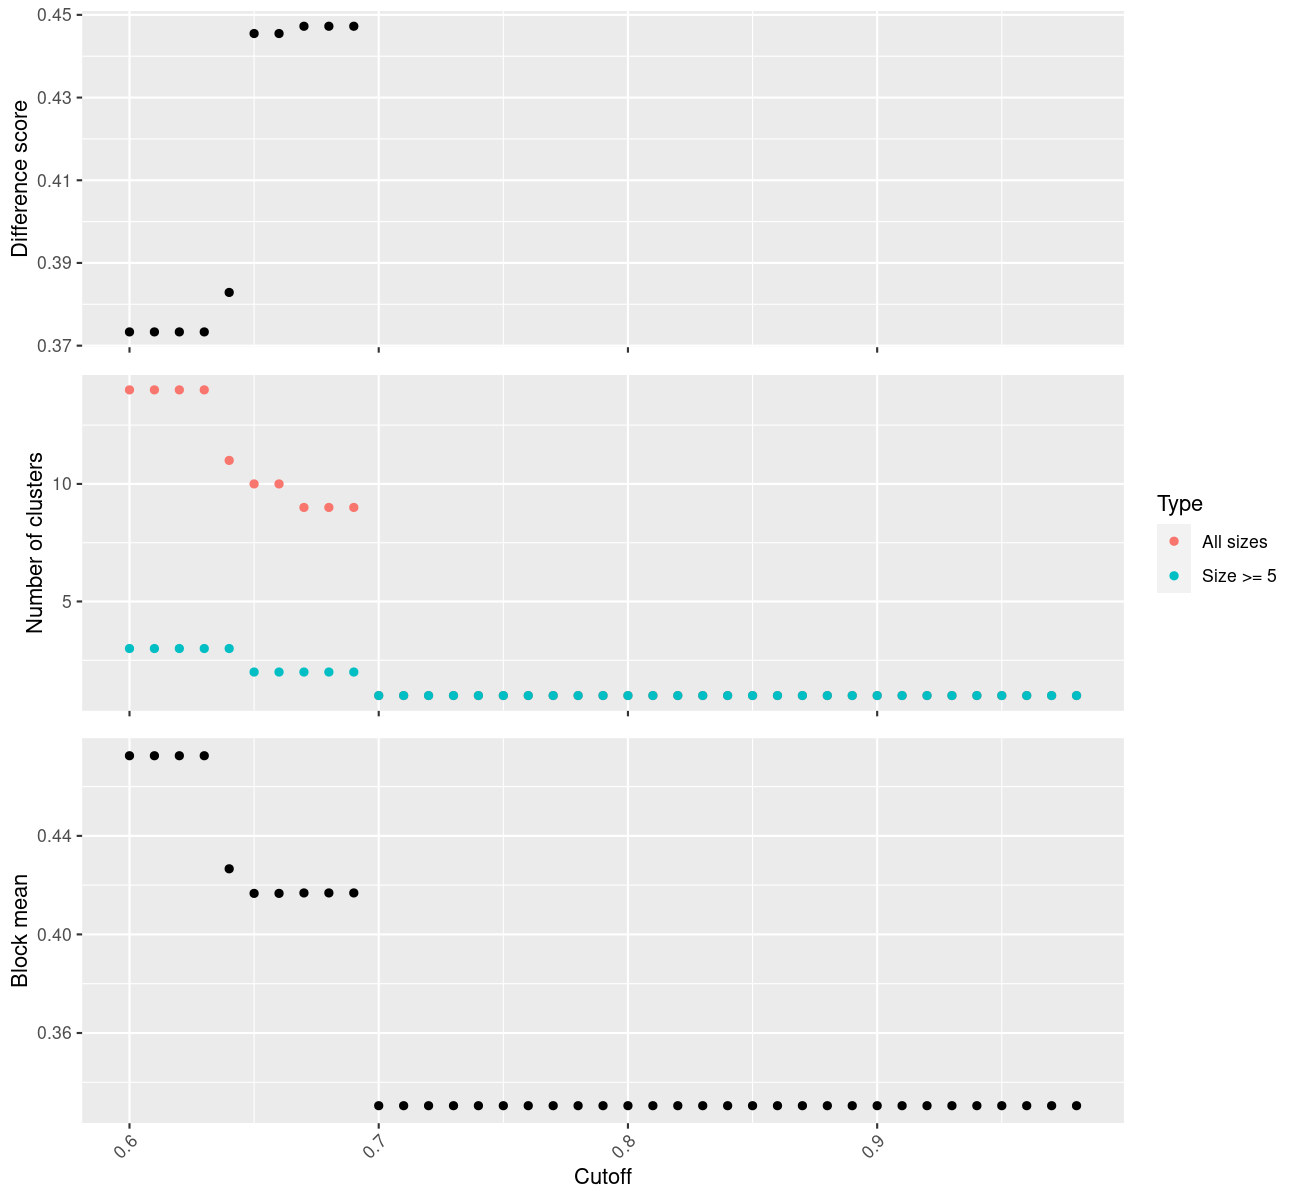 Difference score
0.45
0.43
0.41
0.39
0.37
Number of clusters
10
5
Block mean
0.44
0.40
0.36
0.6
0.7
0.8
0.9
Cutoff
Type
All sizes
Size >= 5